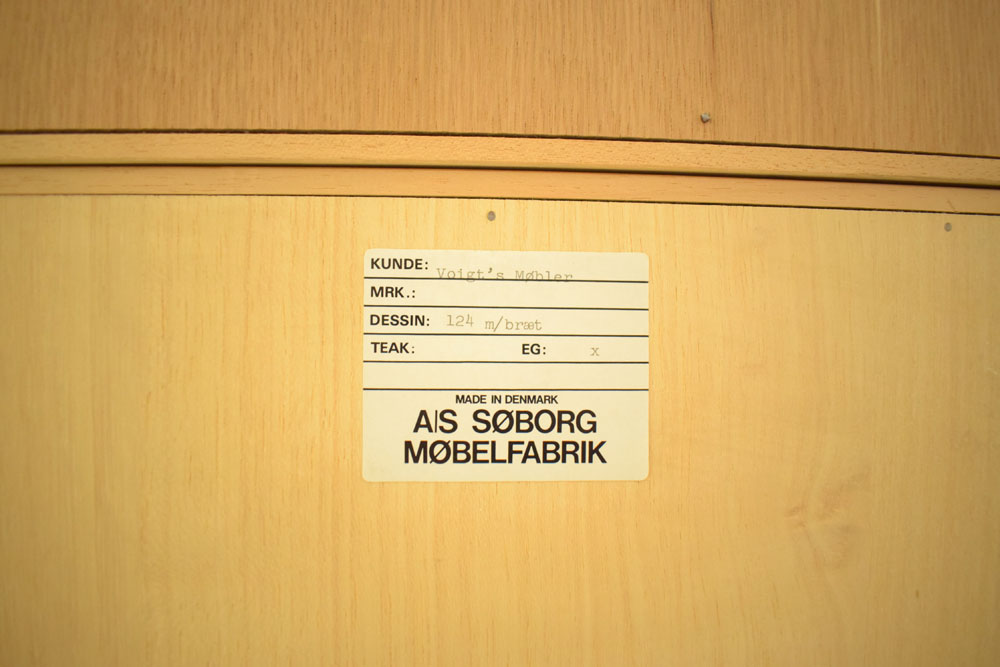 KUNDE: Voigt's Møbler
MRK.:
DESSIN: 124 m/bræt
TEAK: EG: x
MADE IN DENMARK
A/S SØBORG
MØBELFABRIK